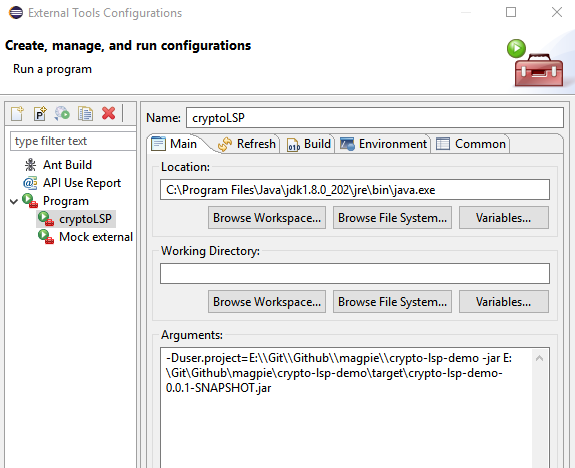 External Tools Configurations
Create, manage, and run configurations
Run a program
type filter text
Ant Build
API Use Report
Program
cryptoLSP
Mock external
Name: cryptoLSP
Main Refresh Build Environment Common
Location:
C:\Program Files\Java\jdk1.8.0_202\jre\bin\java.exe
Browse Workspace... Browse File System... Variables...
Working Directory:
Browse Workspace... Browse File System... Variables...
Arguments:
-Duser.project=E:\\Git\\Github\\magpie\\crypto-lsp-demo -jar E:
\Git\Github\magpie\crypto-lsp-demo\target\crypto-lsp-demo-
0.0.1-SNAPSHOT.jar